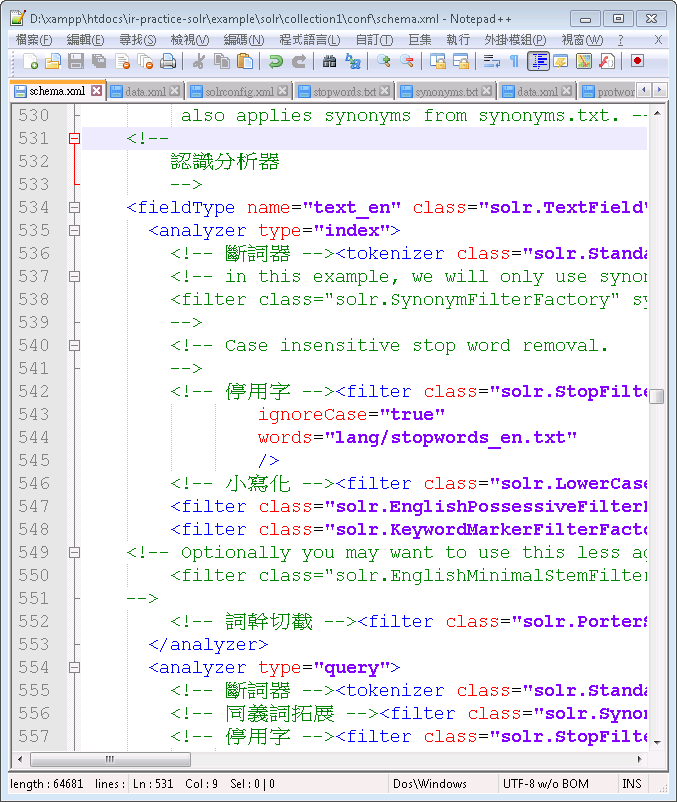 D:\xampp\htdocs\ir-practice-solr\example\solr\collection1\conf\schema.xml - Notepad++
檔案(F) 編輯(E) 尋找(S) 檢視(V) 編碼(N) 程式語言(L) 自訂(T) 巨集 執行 外掛模組(P) 視窗(W) ? X
schema.xml data.xml solrconfig.xml stopwords.txt synonyms.txt data.xml protwor
530 also applies synonyms from synonyms.txt. --
531 <!--
532 認識分析器
533 -->
534 <fieldType name="text_en" class="solr.TextField"
535 <analyzer type="index">
536 <!-- 斷詞器 --><tokenizer class="solr.Standa
537 <!-- in this example, we will only use synon
538 <filter class="solr.SynonymFilterFactory" sy
539 -->
540 <!-- Case insensitive stop word removal.
541 -->
542 <!-- 停用字 --><filter class="solr.StopFilte
543 ignoreCase="true"
544 words="lang/stopwords_en.txt"
545 />
546 <!-- 小寫化 --><filter class="solr.LowerCase
547 <filter class="solr.EnglishPossessiveFilterF
548 <filter class="solr.KeywordMarkerFilterFacto
549 <!-- Optionally you may want to use this less ag
550 <filter class="solr.EnglishMinimalStemFilter
551 -->
552 <!-- 詞幹切截 --><filter class="solr.PorterS
553 </analyzer>
554 <analyzer type="query">
555 <!-- 斷詞器 --><tokenizer class="solr.Standa
556 <!-- 同義詞拓展 --><filter class="solr.Synon
557 <!-- 停用字 --><filter class="solr.StopFilte
length : 64681 lines : Ln : 531 Col : 9 Sel : 0 | 0 Dos\Windows UTF-8 w/o BOM INS